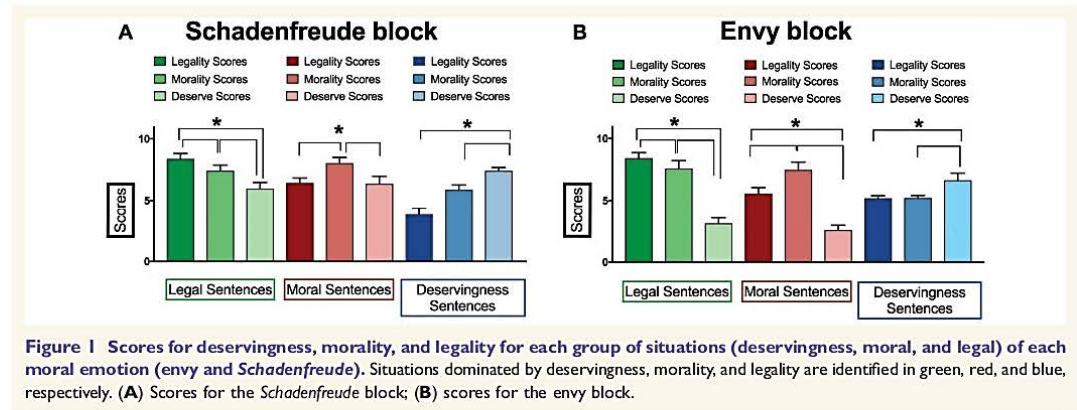 A Schadenfreude block
Legality Scores Legality Scores Legality Scores
Morality Scores Morality Scores Morality Scores
Deserve Scores Deserve Scores Deserve Scores
* * *
10
5
0
Scores
Legal Sentences Moral Sentences Deservingness
Sentences
B Envy block
Legality Scores Legality Scores Legality Scores
Morality Scores Morality Scores Morality Scores
Deserve Scores Deserve Scores Deserve Scores
* * *
10
5
0
Scores
Legal Sentences Moral Sentences Deservingness
Sentences
Figure 1 Scores for deservingness, morality, and legality for each group of situations (deservingness, moral, and legal) of each
moral emotion (envy and Schadenfreude). Situations dominated by deservingness, morality, and legality are identified in green, red, and blue,
respectively. (A) Scores for the Schadenfreude block; (B) scores for the envy block.